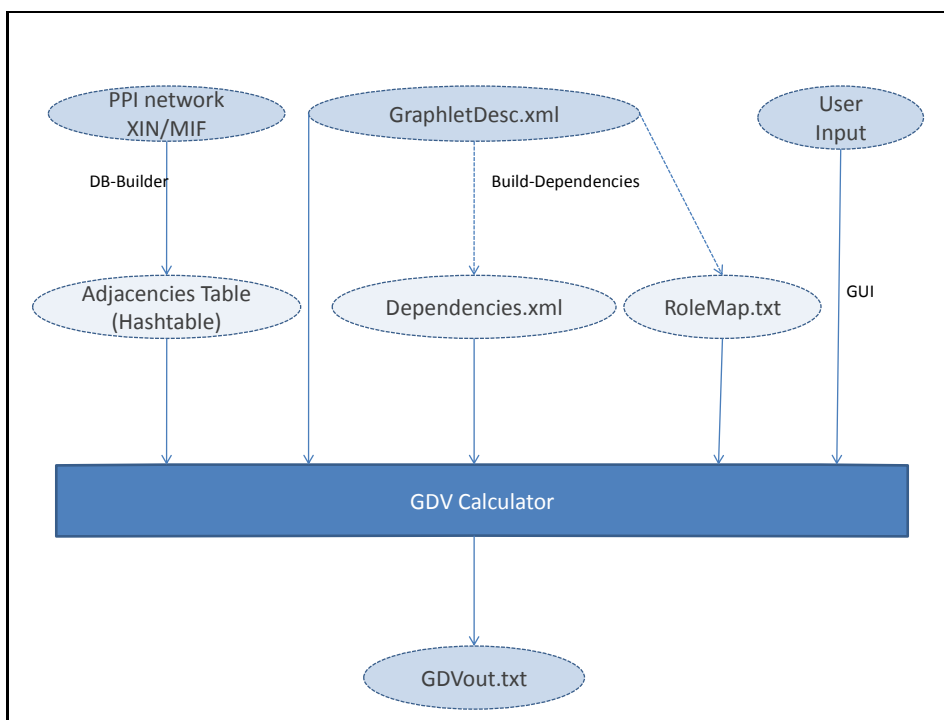 PPI network
XIN/MIF
GraphletDesc.xml
User
Input
DB-Builder
Build-Dependencies
Adjacencies Table
(Hashtable)
Dependencies.xml
RoleMap.txt
GUI
GDV Calculator
GDVout.txt